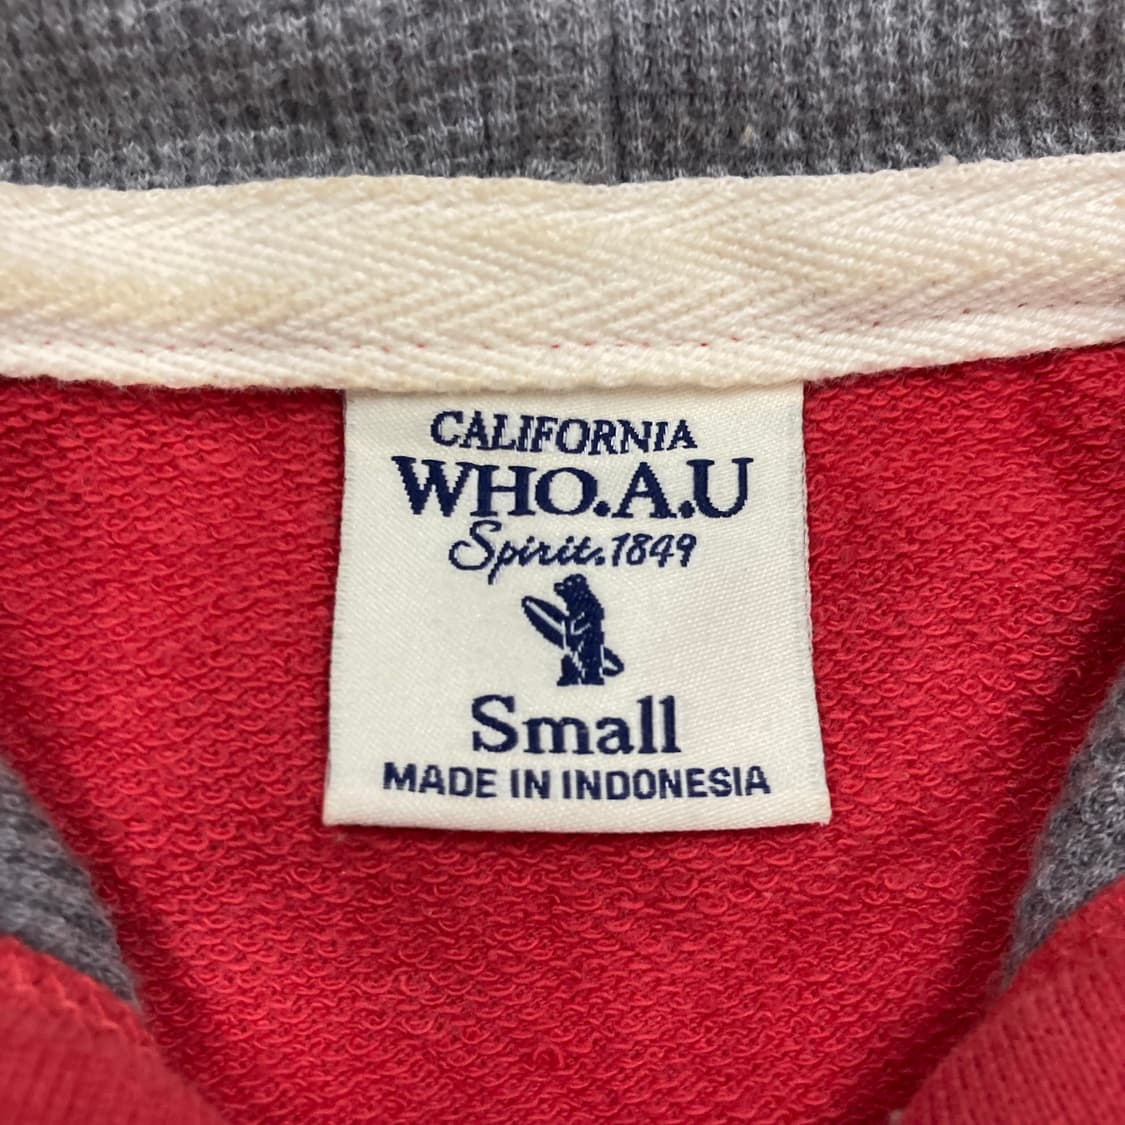 CALIFORNIA
WHO.A.U
Spirit.1849
Small
MADE IN INDONESIA